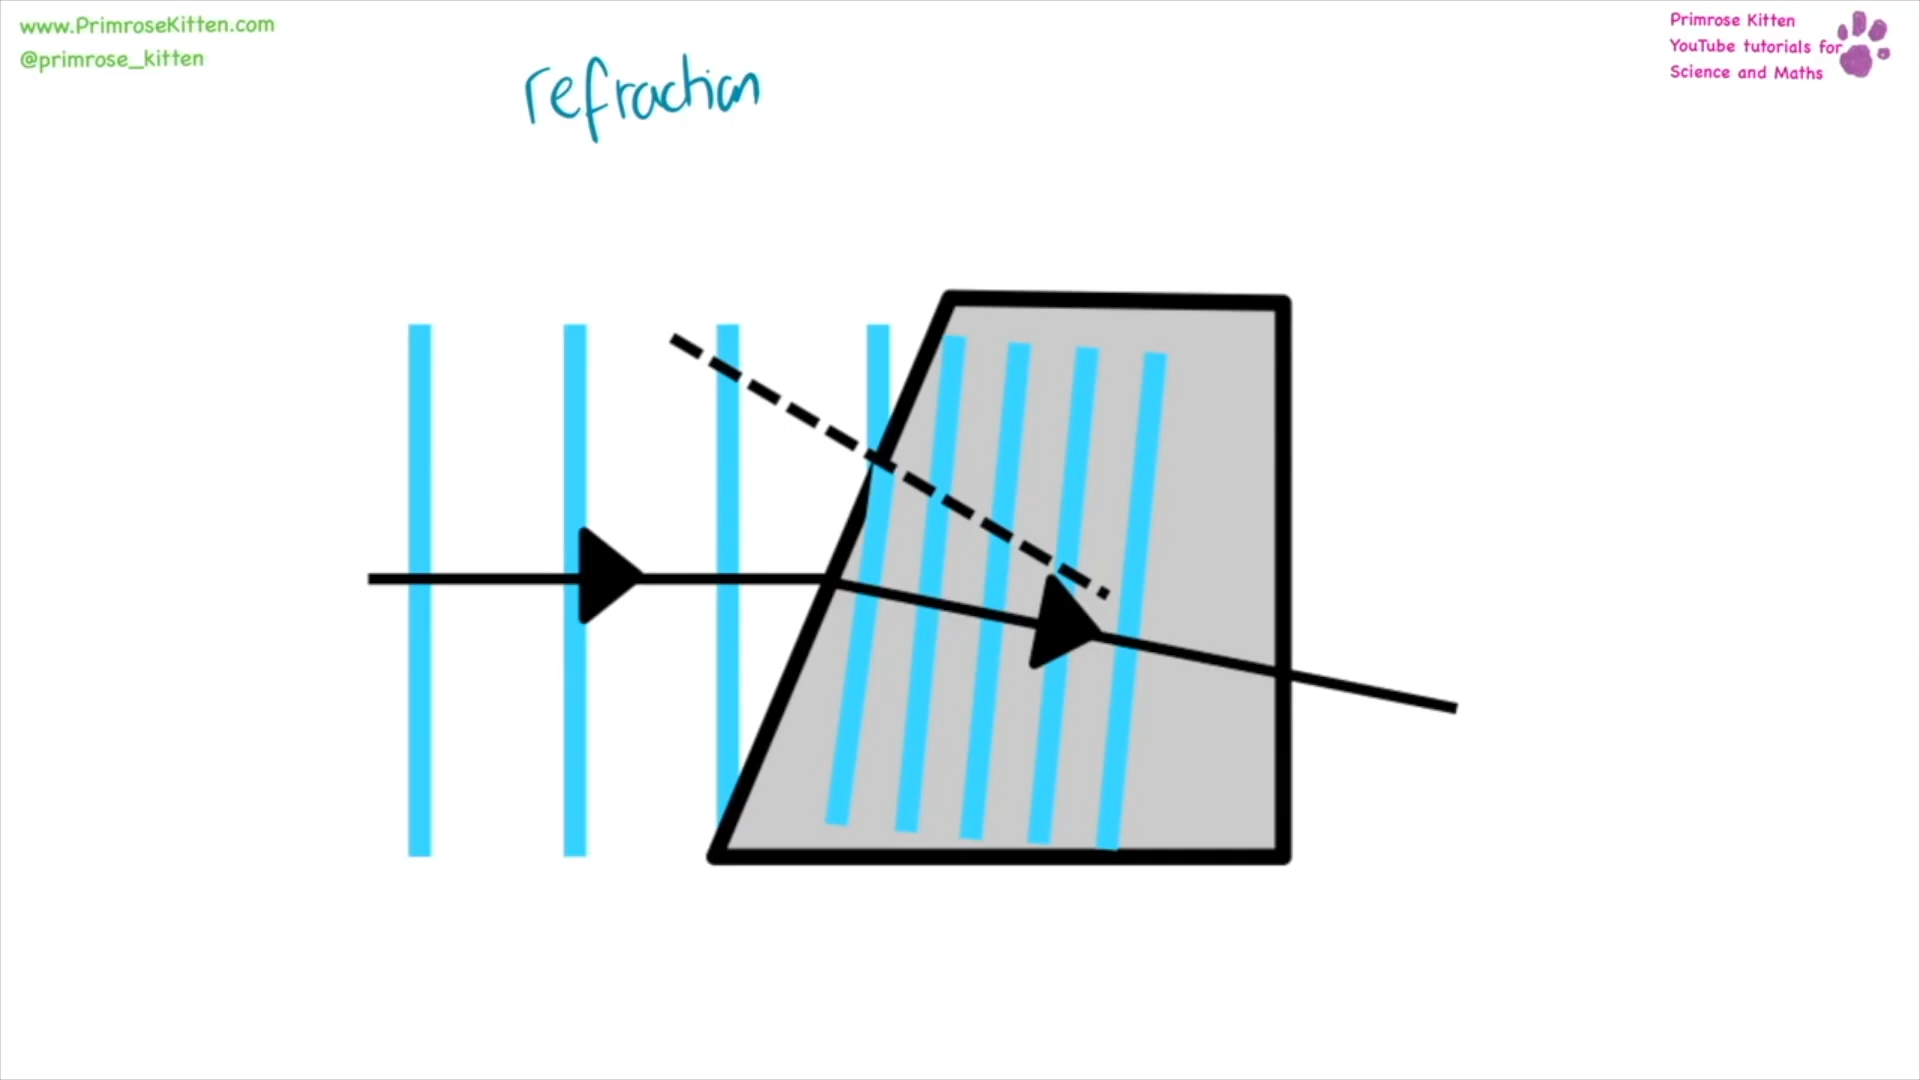 www.PrimroseKitten.com
@primrose_kitten
Primrose Kitten
YouTube tutorials for
Science and Maths
refraction